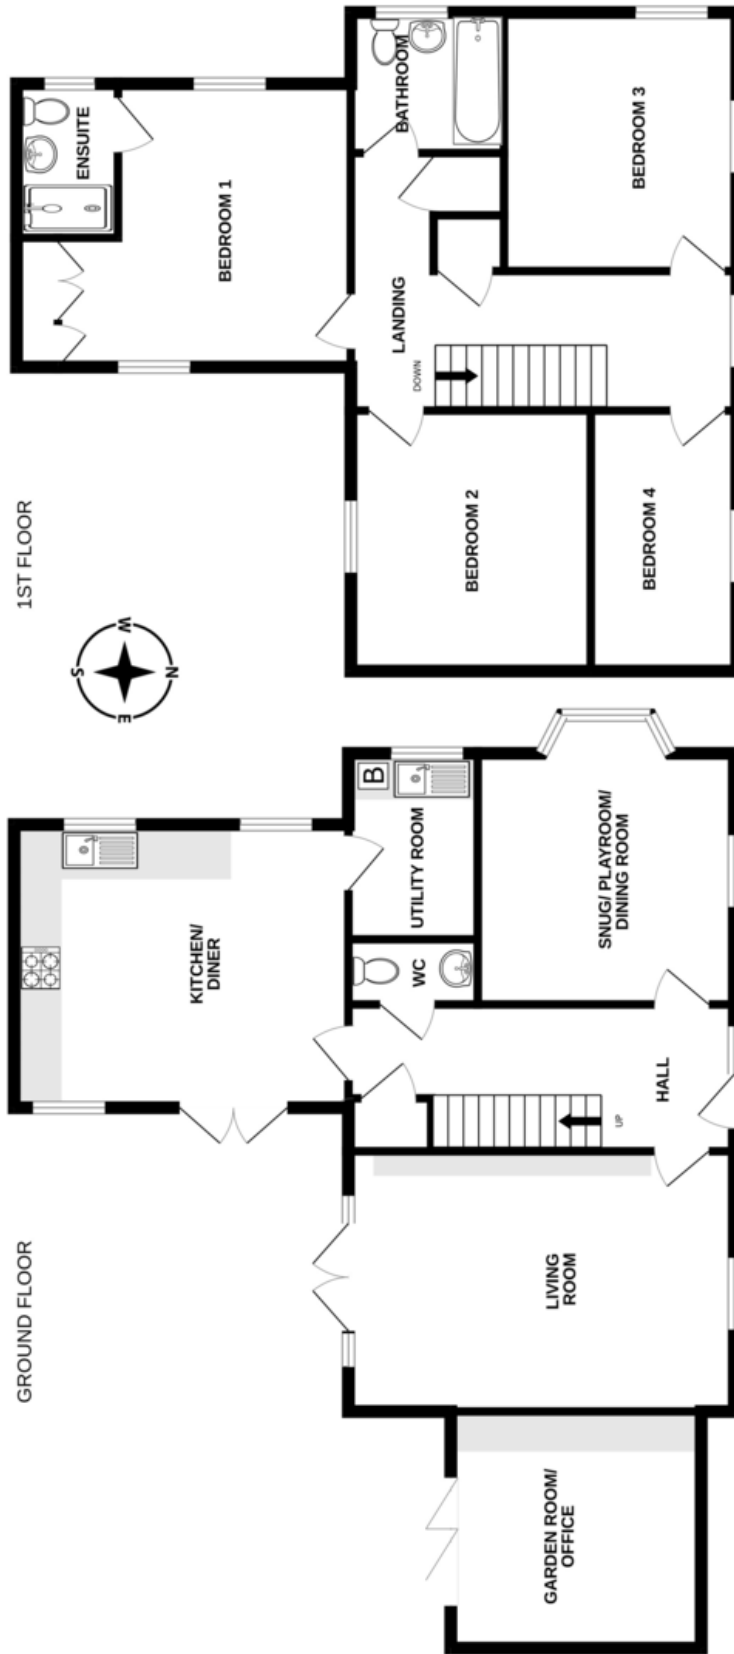 GROUND FLOOR
KITCHEN/
DINER
UTILITY ROOM
B
WC
SNUG/ PLAYROOM/
DINING ROOM
HALL
UP
LIVING
ROOM
GARDEN ROOM/
OFFICE
1ST FLOOR
ENSUITE
BEDROOM 1
BATHROOM
BEDROOM 3
LANDING
DOWN
BEDROOM 2
BEDROOM 4
W
N
S
E